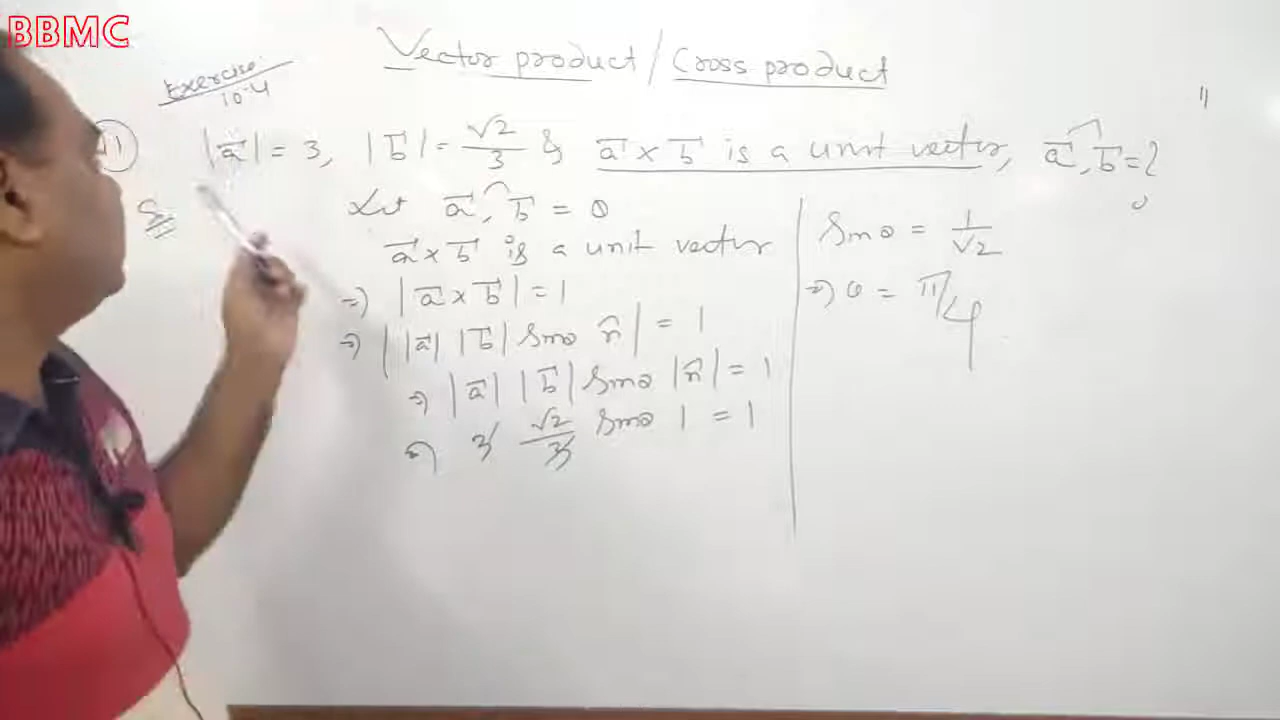 BBMC
Vector product / Cross product
Exercise
10.4
11
|a⃗| = 3, |b⃗| = √2/3 & a⃗ × b⃗ is a unit vector, a⃗, b⃗ = ?
Let a⃗, b⃗ = θ
a⃗ × b⃗ is a unit vector
⇒ |a⃗ × b⃗| = 1
⇒ | |a⃗| |b⃗| sinθ n̂ | = 1
⇒ |a⃗| |b⃗| sinθ |n̂| = 1
⇒ 3 √2/3 sinθ 1 = 1
sinθ = 1/√2
⇒ θ = π/4